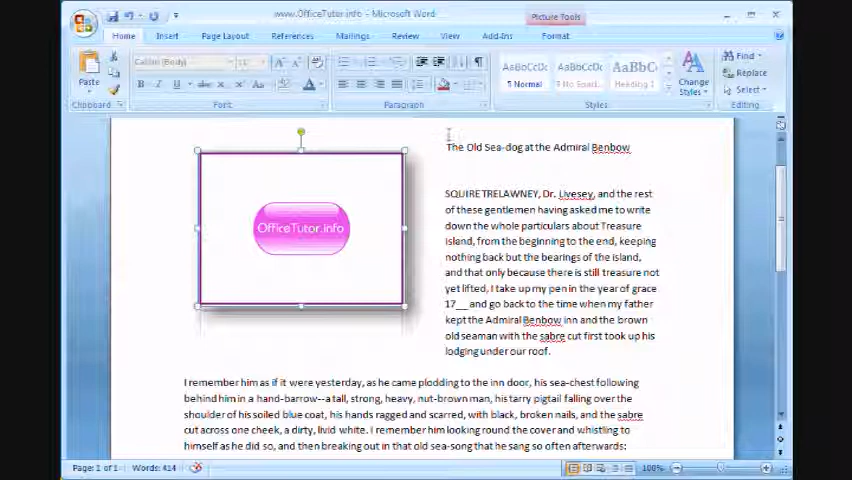 www.OfficeTutor.info - Microsoft Word
Picture Tools
Home Insert Page Layout References Mailings Review View Add-Ins Format
Calibri (Body) 11
Paste
AaBbCcDc AaBbCcDc AaBbCc
¶ Normal ¶ No Spaci... Heading 1
Change
Styles
Find
Replace
Select
Clipboard Font Paragraph Styles Editing
OfficeTutor.info
The Old Sea-dog at the Admiral Benbow
SQUIRE TRELAWNEY, Dr. Livesey, and the rest
of these gentlemen having asked me to write
down the whole particulars about Treasure
Island, from the beginning to the end, keeping
nothing back but the bearings of the island,
and that only because there is still treasure not
yet lifted, I take up my pen in the year of grace
17__ and go back to the time when my father
kept the Admiral Benbow inn and the brown
old seaman with the sabre cut first took up his
lodging under our roof.
I remember him as if it were yesterday, as he came plodding to the inn door, his sea-chest following
behind him in a hand-barrow--a tall, strong, heavy, nut-brown man, his tarry pigtail falling over the
shoulder of his soiled blue coat, his hands ragged and scarred, with black, broken nails, and the sabre
cut across one cheek, a dirty, livid white. I remember him looking round the cover and whistling to
himself as he did so, and then breaking out in that old sea-song that he sang so often afterwards:
Page: 1 of 1 Words: 414 100%